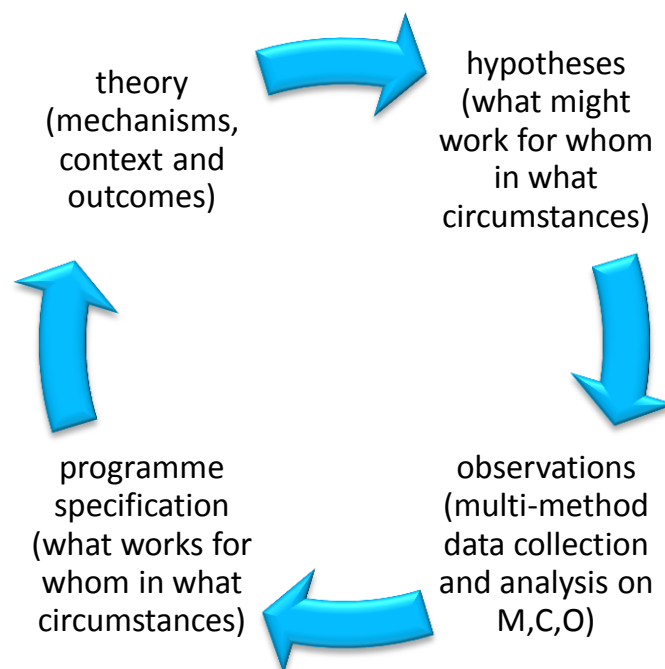 theory
(mechanisms,
context and
outcomes)
hypotheses
(what might
work for whom
in what
circumstances)
observations
(multi-method
data collection
and analysis on
M,C,O)
programme
specification
(what works for
whom in what
circumstances)